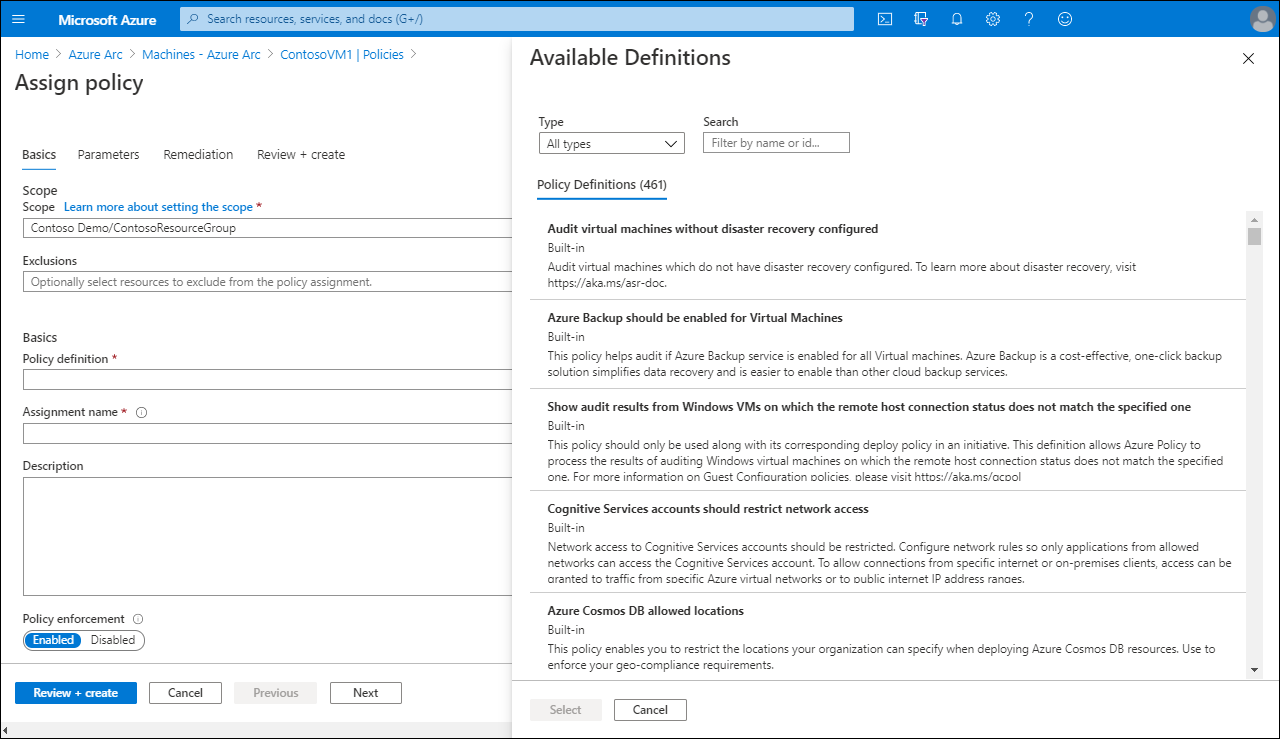 Microsoft Azure
Search resources, services, and docs (G+/)
Home > Azure Arc > Machines - Azure Arc > ContosoVM1 | Policies >
Assign policy
Basics
Parameters
Remediation
Review + create
Scope
Scope Learn more about setting the scope *
Contoso Demo/ContosoResourceGroup
Exclusions
Optionally select resources to exclude from the policy assignment.
Basics
Policy definition *
Assignment name *
Description
Policy enforcement
Enabled Disabled
Review + create
Cancel
Previous
Next
Available Definitions
Type
All types
Search
Filter by name or id...
Policy Definitions (461)
Audit virtual machines without disaster recovery configured
Built-in
Audit virtual machines which do not have disaster recovery configured. To learn more about disaster recovery, visit
https://aka.ms/asr-doc.
Azure Backup should be enabled for Virtual Machines
Built-in
This policy helps audit if Azure Backup service is enabled for all Virtual machines. Azure Backup is a cost-effective, one-click backup
solution simplifies data recovery and is easier to enable than other cloud backup services.
Show audit results from Windows VMs on which the remote host connection status does not match the specified one
Built-in
This policy should only be used along with its corresponding deploy policy in an initiative. This definition allows Azure Policy to
process the results of auditing Windows virtual machines on which the remote host connection status does not match the specified
one. For more information on Guest Configuration policies, please visit https://aka.ms/gcpol
Cognitive Services accounts should restrict network access
Built-in
Network access to Cognitive Services accounts should be restricted. Configure network rules so only applications from allowed
networks can access the Cognitive Services account. To allow connections from specific internet or on-premises clients, access can be
granted to traffic from specific Azure virtual networks or to public internet IP address ranges.
Azure Cosmos DB allowed locations
Built-in
This policy enables you to restrict the locations your organization can specify when deploying Azure Cosmos DB resources. Use to
enforce your geo-compliance requirements.
Select
Cancel